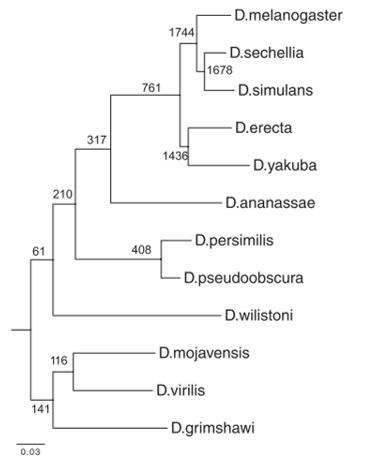 D.melanogaster
1744
D.sechellia
1678
D.simulans
761
D.erecta
1436
D.yakuba
317
D.ananassae
210
D.persimilis
408
D.pseudoobscura
61
D.wilistoni
D.mojavensis
116
D.virilis
141
D.grimshawi
0.03